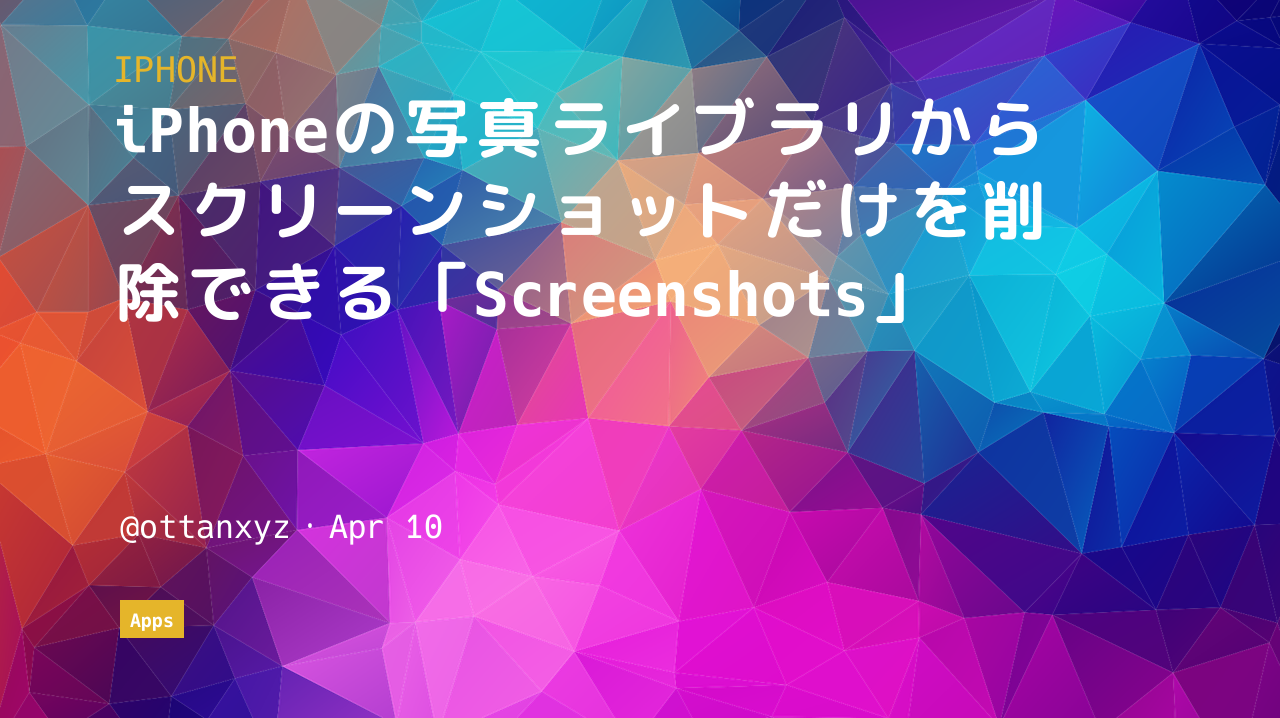 IPHONE
iPhoneの写真ライブラリから
スクリーンショットだけを削
除できる「Screenshots」
@ottanxyz · Apr 10
Apps